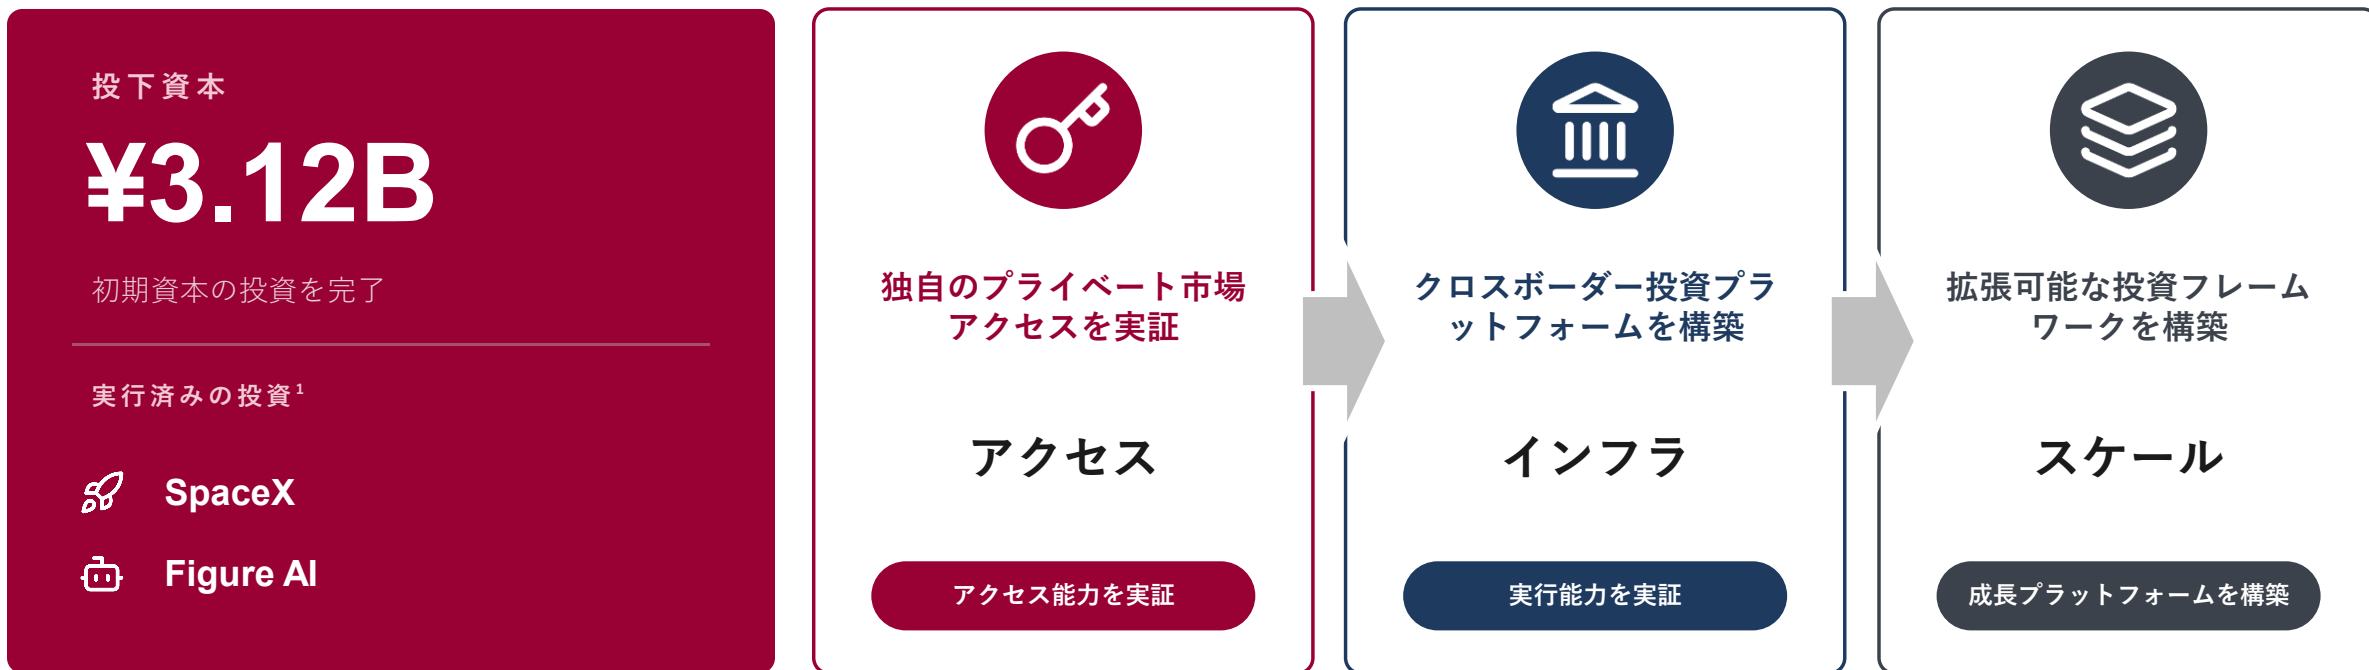 投下資本
¥3.12B
初期資本の投資を完了
実行済みの投資¹
SpaceX
Figure AI
独自のプライベート市場
アクセスを実証
アクセス
アクセス能力を実証
クロスボーダー投資プラ
ットフォームを構築
インフラ
実行能力を実証
拡張可能な投資フレーム
ワークを構築
スケール
成長プラットフォームを構築